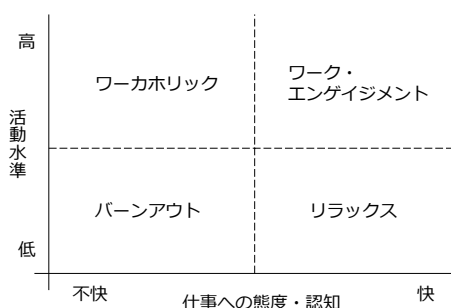 高
ワーカホリック
ワーク・
エンゲイジメント
活動水準
バーンアウト
リラックス
低
不快
仕事への態度・認知
快